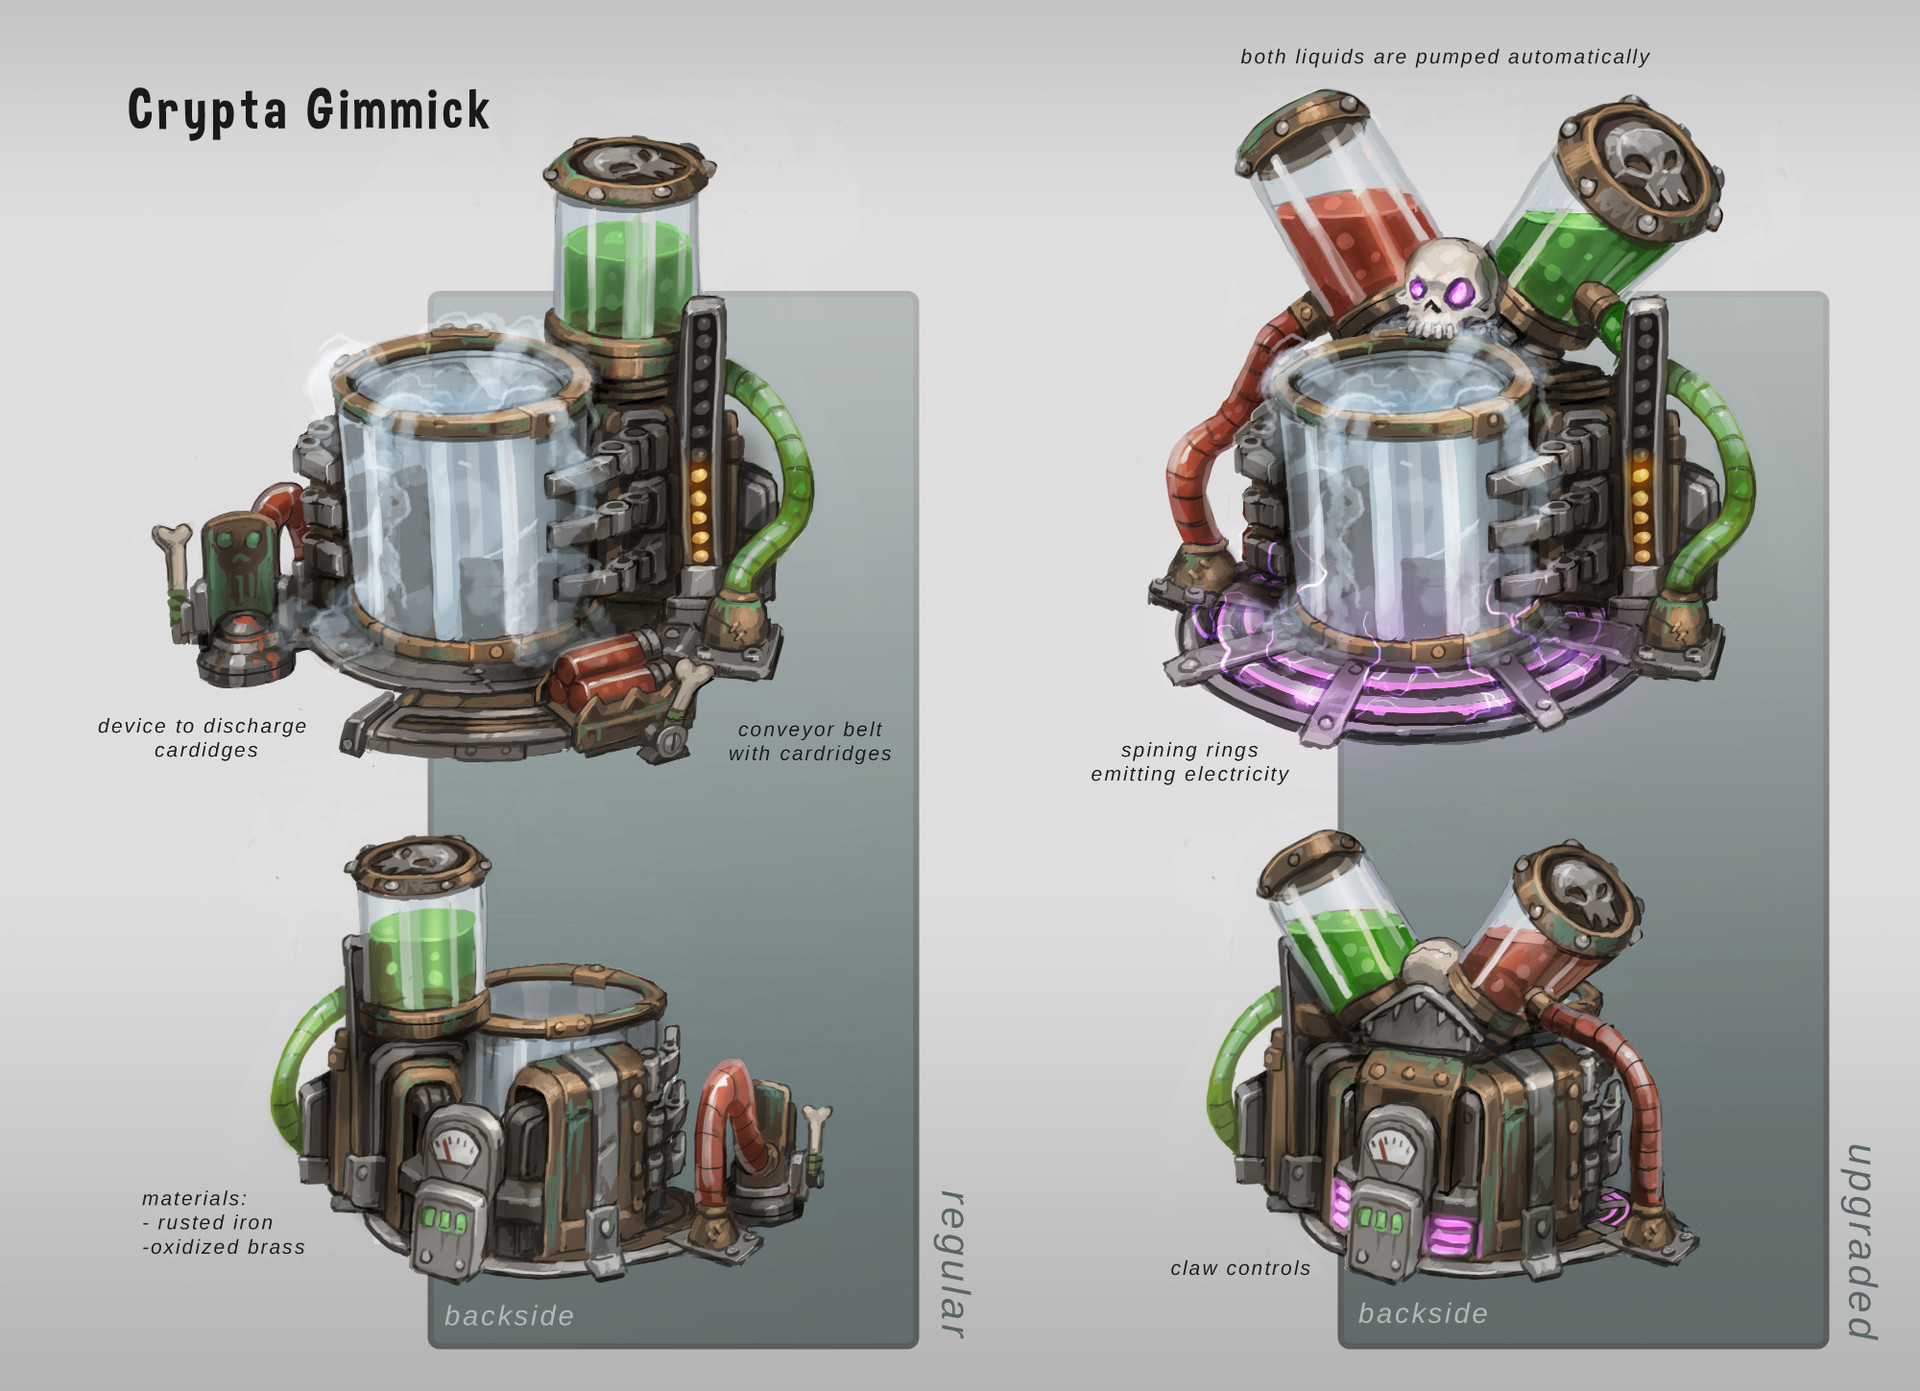 Crypta Gimmick
both liquids are pumped automatically
device to discharge
cardidges
conveyor belt
with cardridges
spining rings
emitting electricity
materials:
- rusted iron
-oxidized brass
backside
regular
claw controls
backside
upgraded